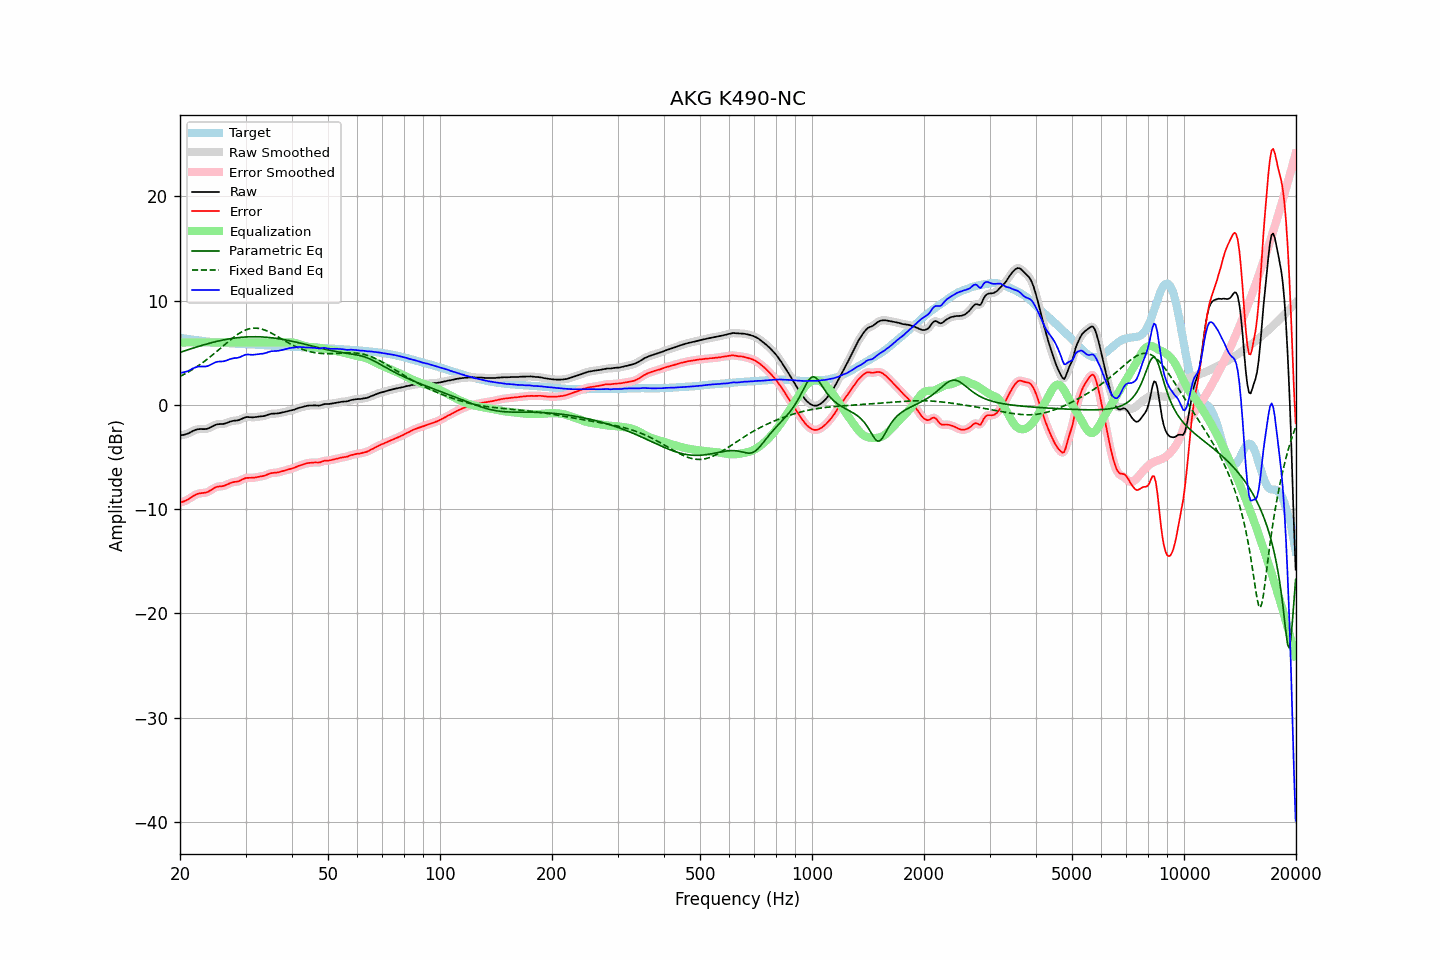 AKG K490-NC
Target
Raw Smoothed
Error Smoothed
Raw
Error
Equalization
Parametric Eq
Fixed Band Eq
Equalized
20
10
0
−10
−20
−30
−40
Amplitude (dBr)
20 50 100 200 500 1000 2000 5000 10000 20000
Frequency (Hz)